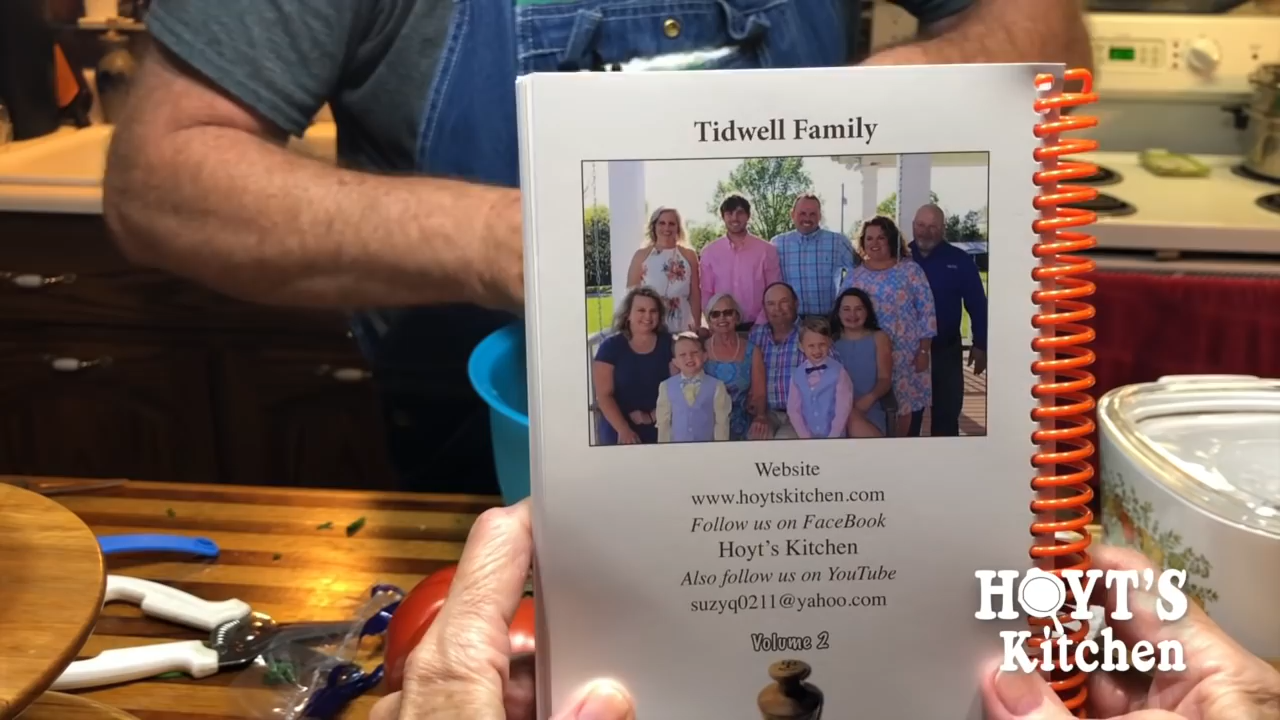 Tidwell Family
Website
www.hoytskitchen.com
Follow us on FaceBook
Hoyt's Kitchen
Also follow us on YouTube
suzyq0211@yahoo.com
Volume 2
HOYT'S
Kitchen